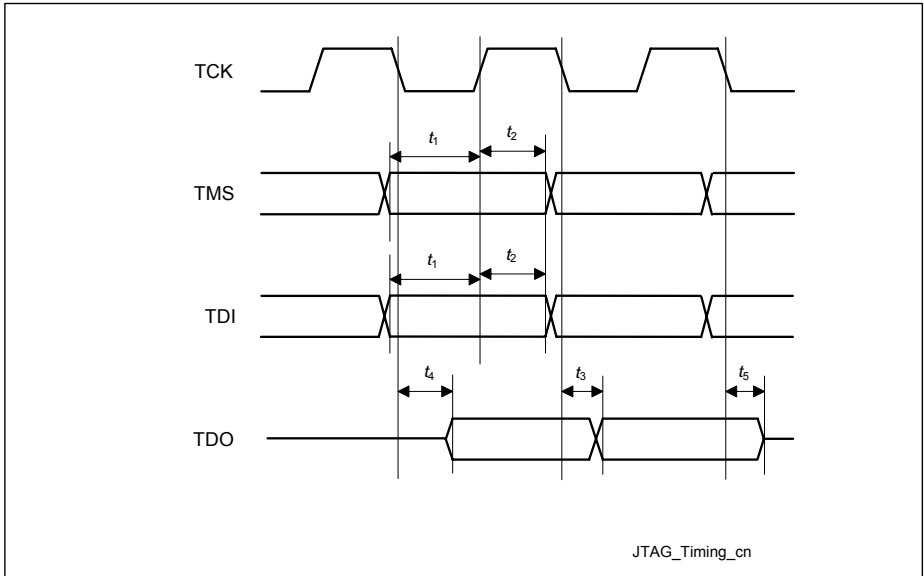 TCK
t1 t2
TMS
t1 t2
TDI
t4 t3 t5
TDO
JTAG_Timing_cn